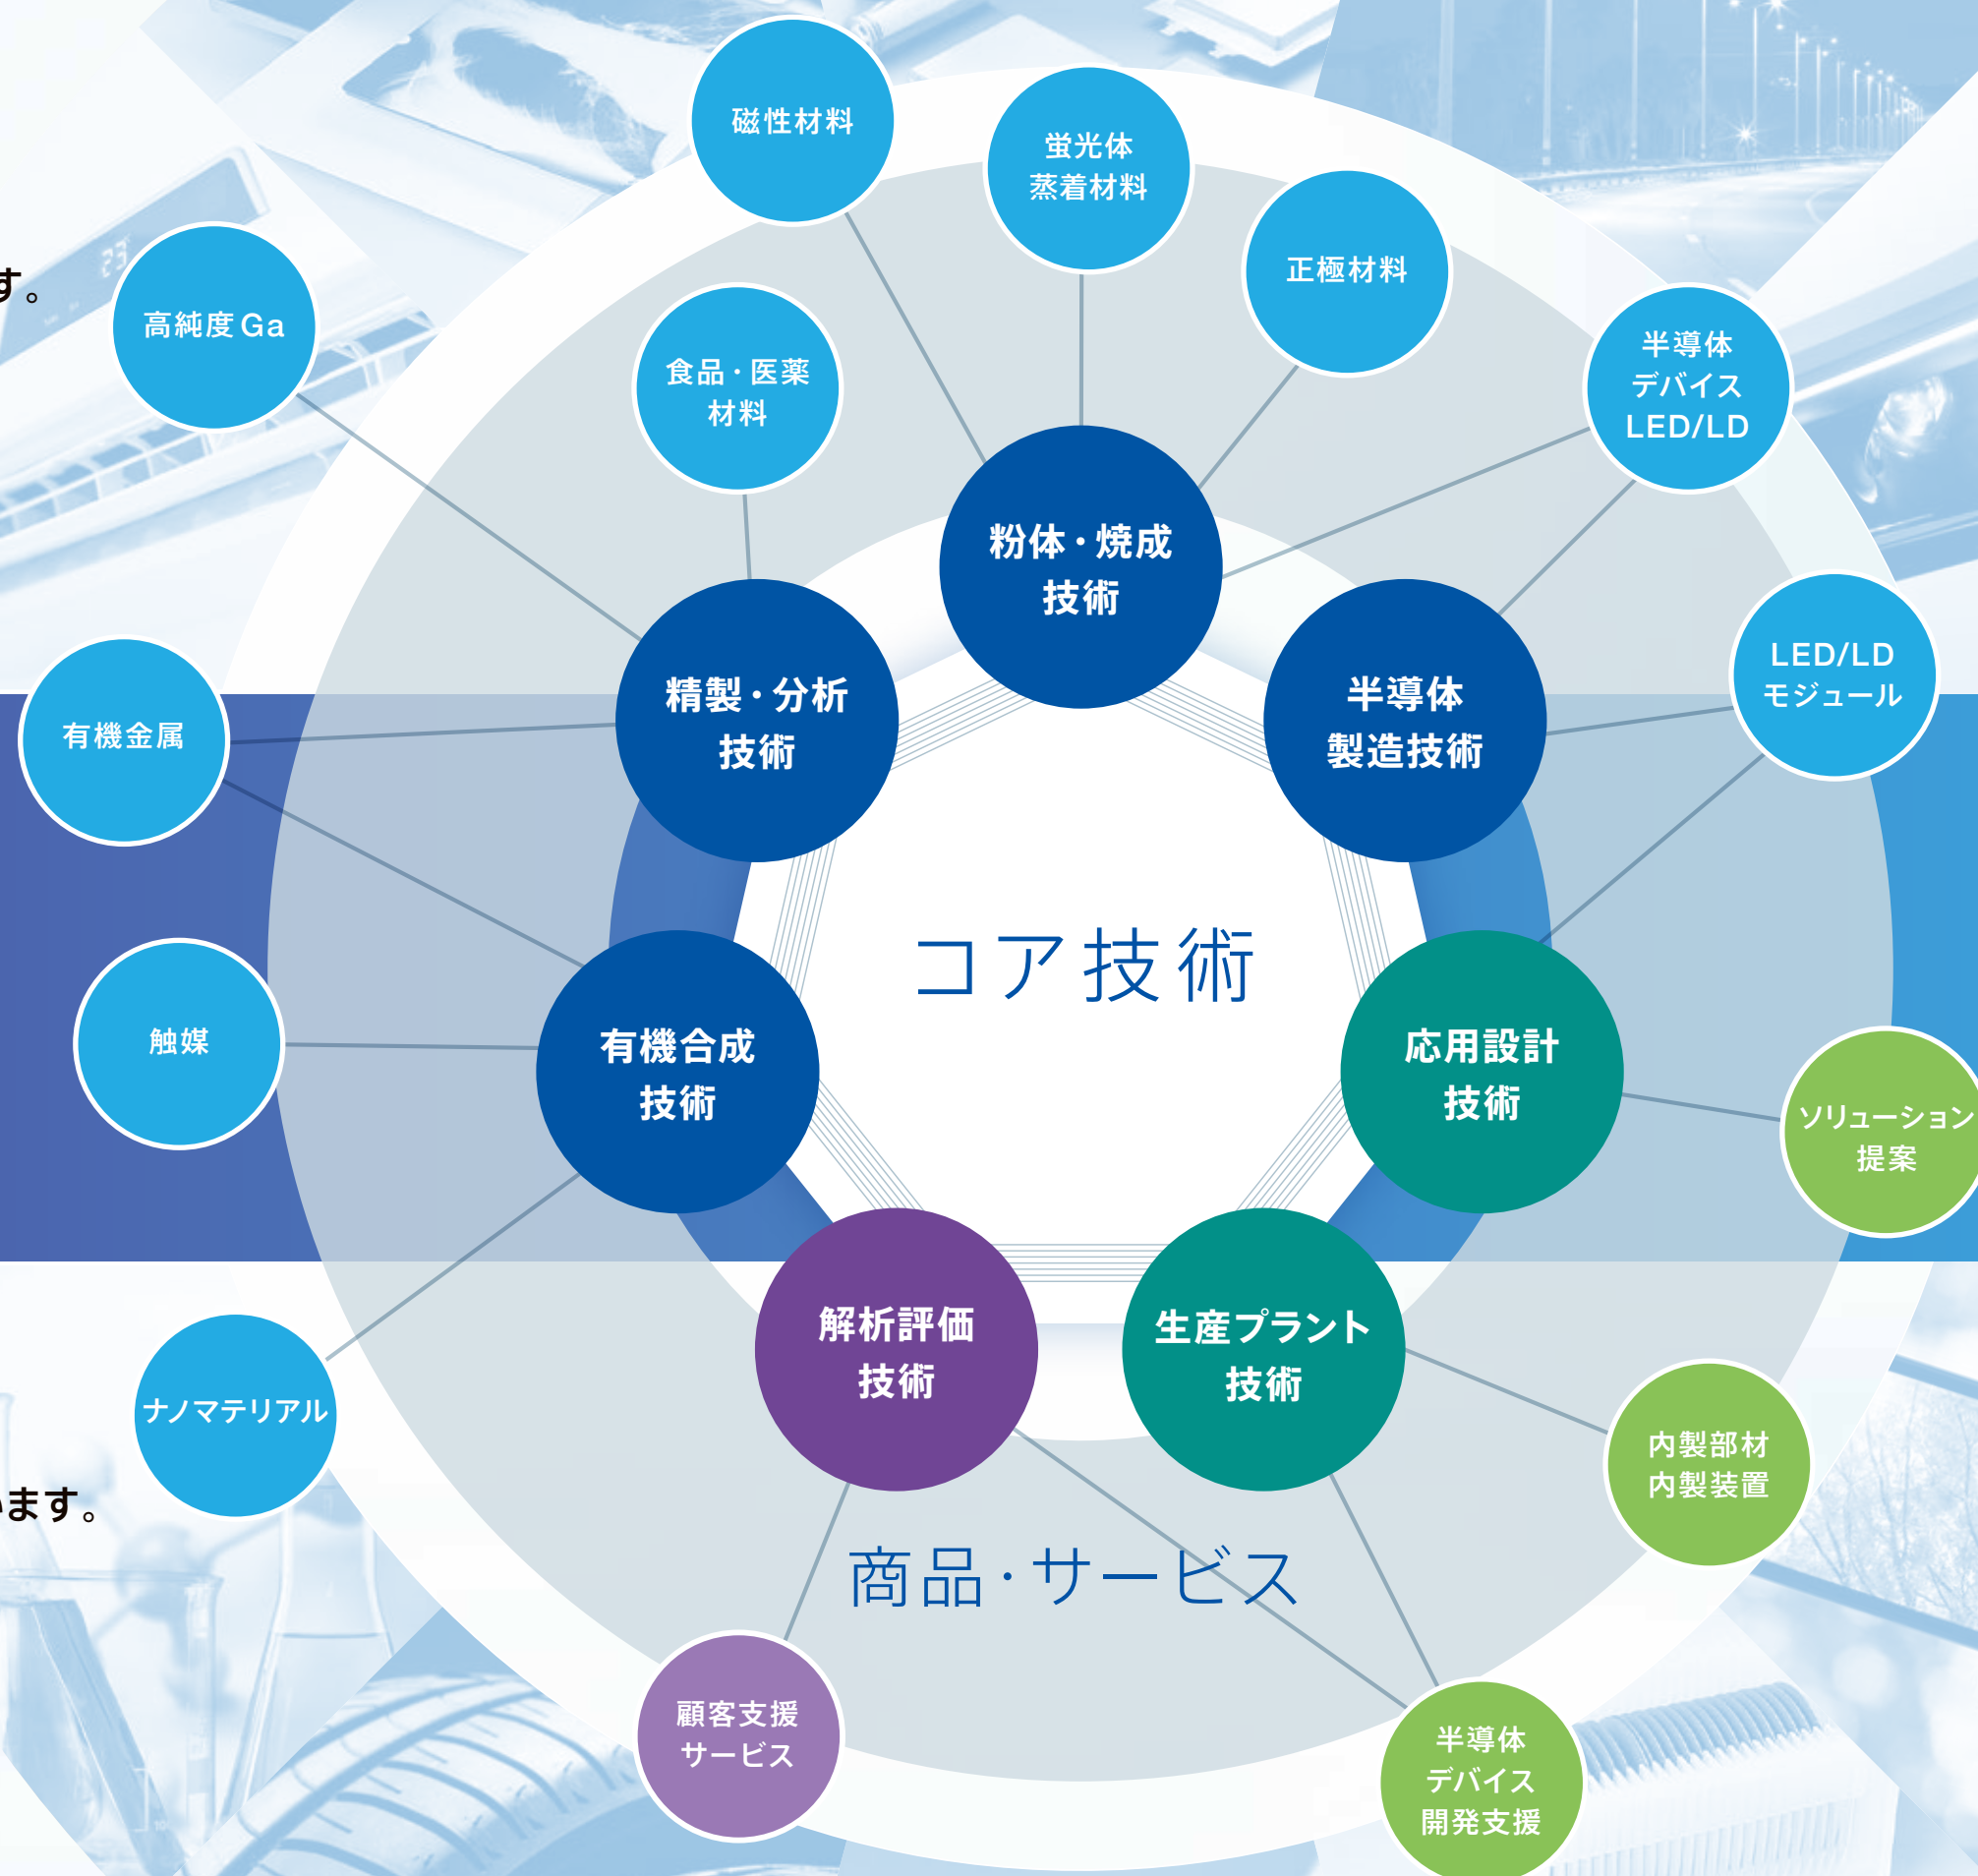 磁性材料
蛍光体
蒸着材料
正極材料
す。
高純度Ga
食品・医薬
材料
半導体
デバイス
LED/LD
粉体・焼成
技術
LED/LD
モジュール
精製・分析
技術
半導体
製造技術
有機金属
コア技術
触媒
有機合成
技術
応用設計
技術
ソリューション
提案
解析評価
技術
生産プラント
技術
ナノマテリアル
内製部材
内製装置
います。
商品・サービス
顧客支援
サービス
半導体
デバイス
開発支援